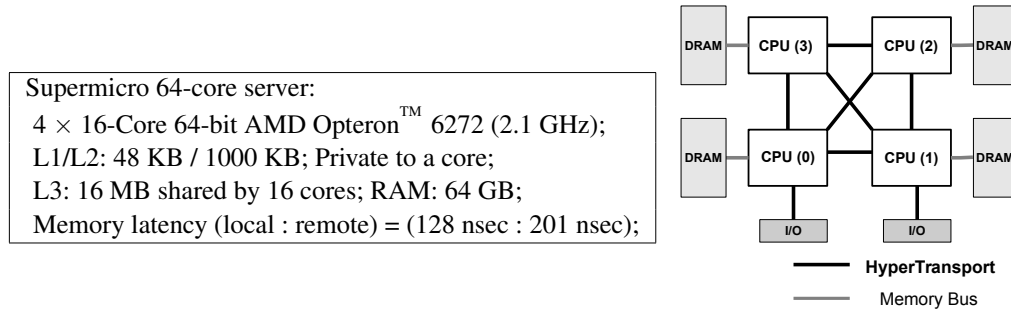 Supermicro 64-core server:
4 × 16-Core 64-bit AMD Opteron™ 6272 (2.1 GHz);
L1/L2: 48 KB / 1000 KB; Private to a core;
L3: 16 MB shared by 16 cores; RAM: 64 GB;
Memory latency (local : remote) = (128 nsec : 201 nsec);
DRAM
CPU (3)
CPU (2)
DRAM
DRAM
CPU (0)
CPU (1)
DRAM
I/O
I/O
HyperTransport
Memory Bus